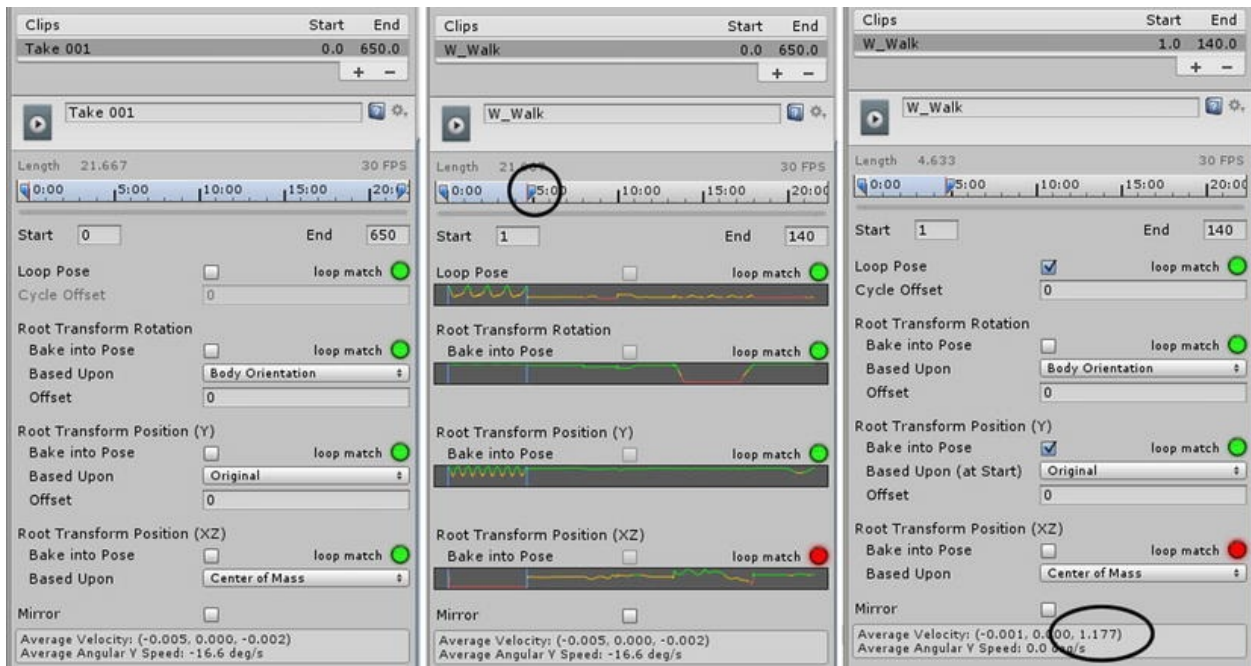 Clips Start End
Take 001 0.0 650.0
+ −
Take 001
Length 21.667 30 FPS
0:00 5:00 10:00 15:00 20:0
Start 0 End 650
Loop Pose loop match
Cycle Offset 0
Root Transform Rotation
Bake into Pose loop match
Based Upon Body Orientation
Offset 0
Root Transform Position (Y)
Bake into Pose loop match
Based Upon Original
Offset 0
Root Transform Position (XZ)
Bake into Pose loop match
Based Upon Center of Mass
Mirror
Average Velocity: (-0.005, 0.000, -0.002)
Average Angular Y Speed: -16.6 deg/s
Clips Start End
W_Walk 0.0 650.0
+ −
W_Walk
Length 30 FPS
0:00 5:00 10:00 15:00 20:00
Start 1 End 140
Loop Pose loop match
Root Transform Rotation
Bake into Pose loop match
Root Transform Position (Y)
Bake into Pose loop match
Root Transform Position (XZ)
Bake into Pose loop match
Mirror
Average Velocity: (-0.005, 0.000, -0.002)
Average Angular Y Speed: -16.6 deg/s
Clips Start End
W_Walk 1.0 140.0
+ −
W_Walk
Length 4.633 30 FPS
0:00 5:00 10:00 15:00 20:00
Start 1 End 140
Loop Pose loop match
Cycle Offset 0
Root Transform Rotation
Bake into Pose loop match
Based Upon Body Orientation
Offset 0
Root Transform Position (Y)
Bake into Pose loop match
Based Upon (at Start) Original
Offset 0
Root Transform Position (XZ)
Bake into Pose loop match
Based Upon Center of Mass
Mirror
Average Velocity: (-0.001, 0.000, 1.177)
Average Angular Y Speed: 0.0 deg/s